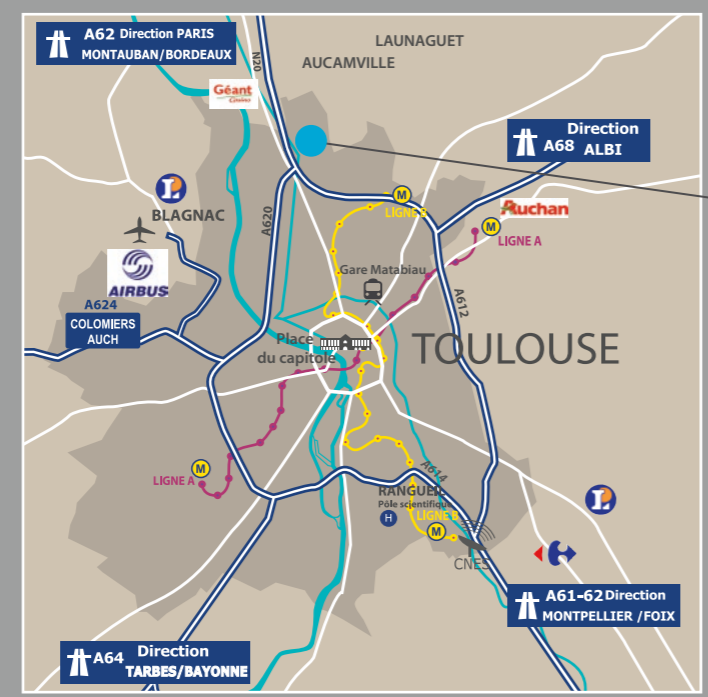 A62 Direction PARIS
MONTAUBAN/BORDEAUX
N20
LAUNAGUET
AUCAMVILLE
Géant
Casino
Direction
A68 ALBI
L
BLAGNAC
A620
M
LIGNE B
Auchan
M
LIGNE A
AIRBUS
Gare Matabiau
A612
A624
COLOMIERS
AUCH
Place
du capitole
TOULOUSE
M
LIGNE A
A614
RANGUEIL
Pôle scientifique
H
LIGNE B
M
L
CNES
A61-62 Direction
MONTPELLIER /FOIX
A64 Direction
TARBES/BAYONNE